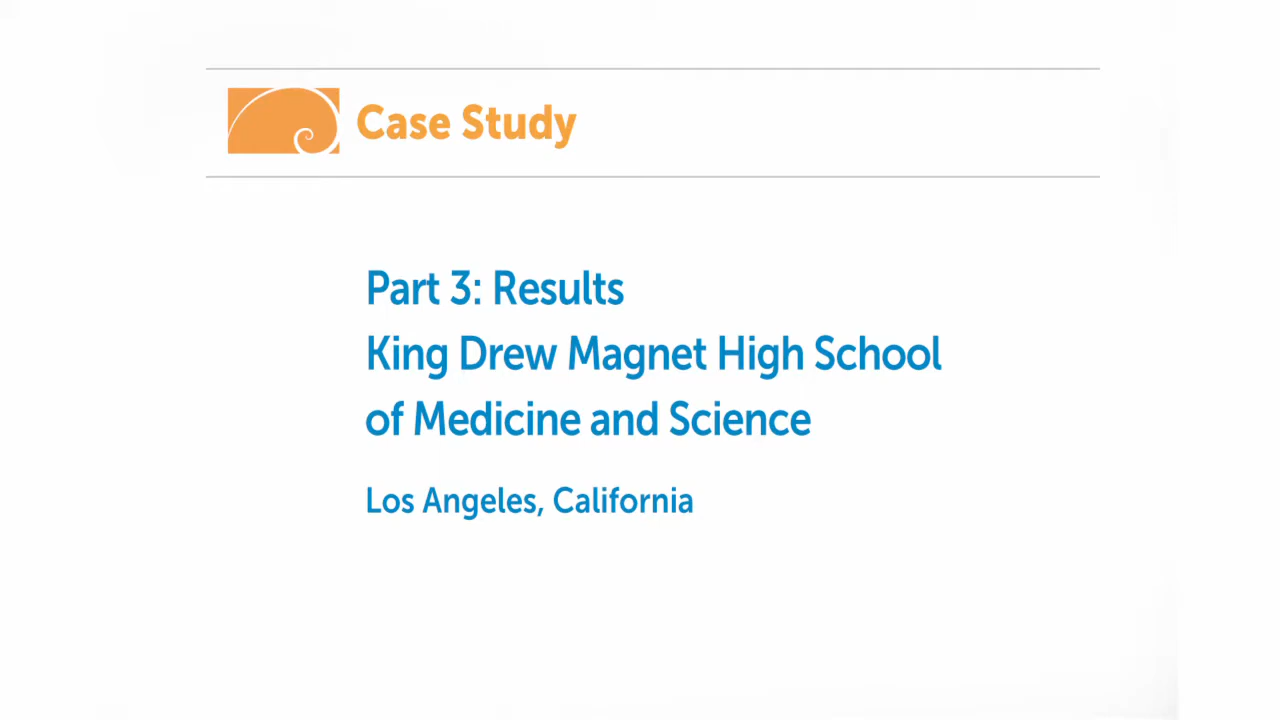 Case Study
Part 3: Results
King Drew Magnet High School
of Medicine and Science
Los Angeles, California